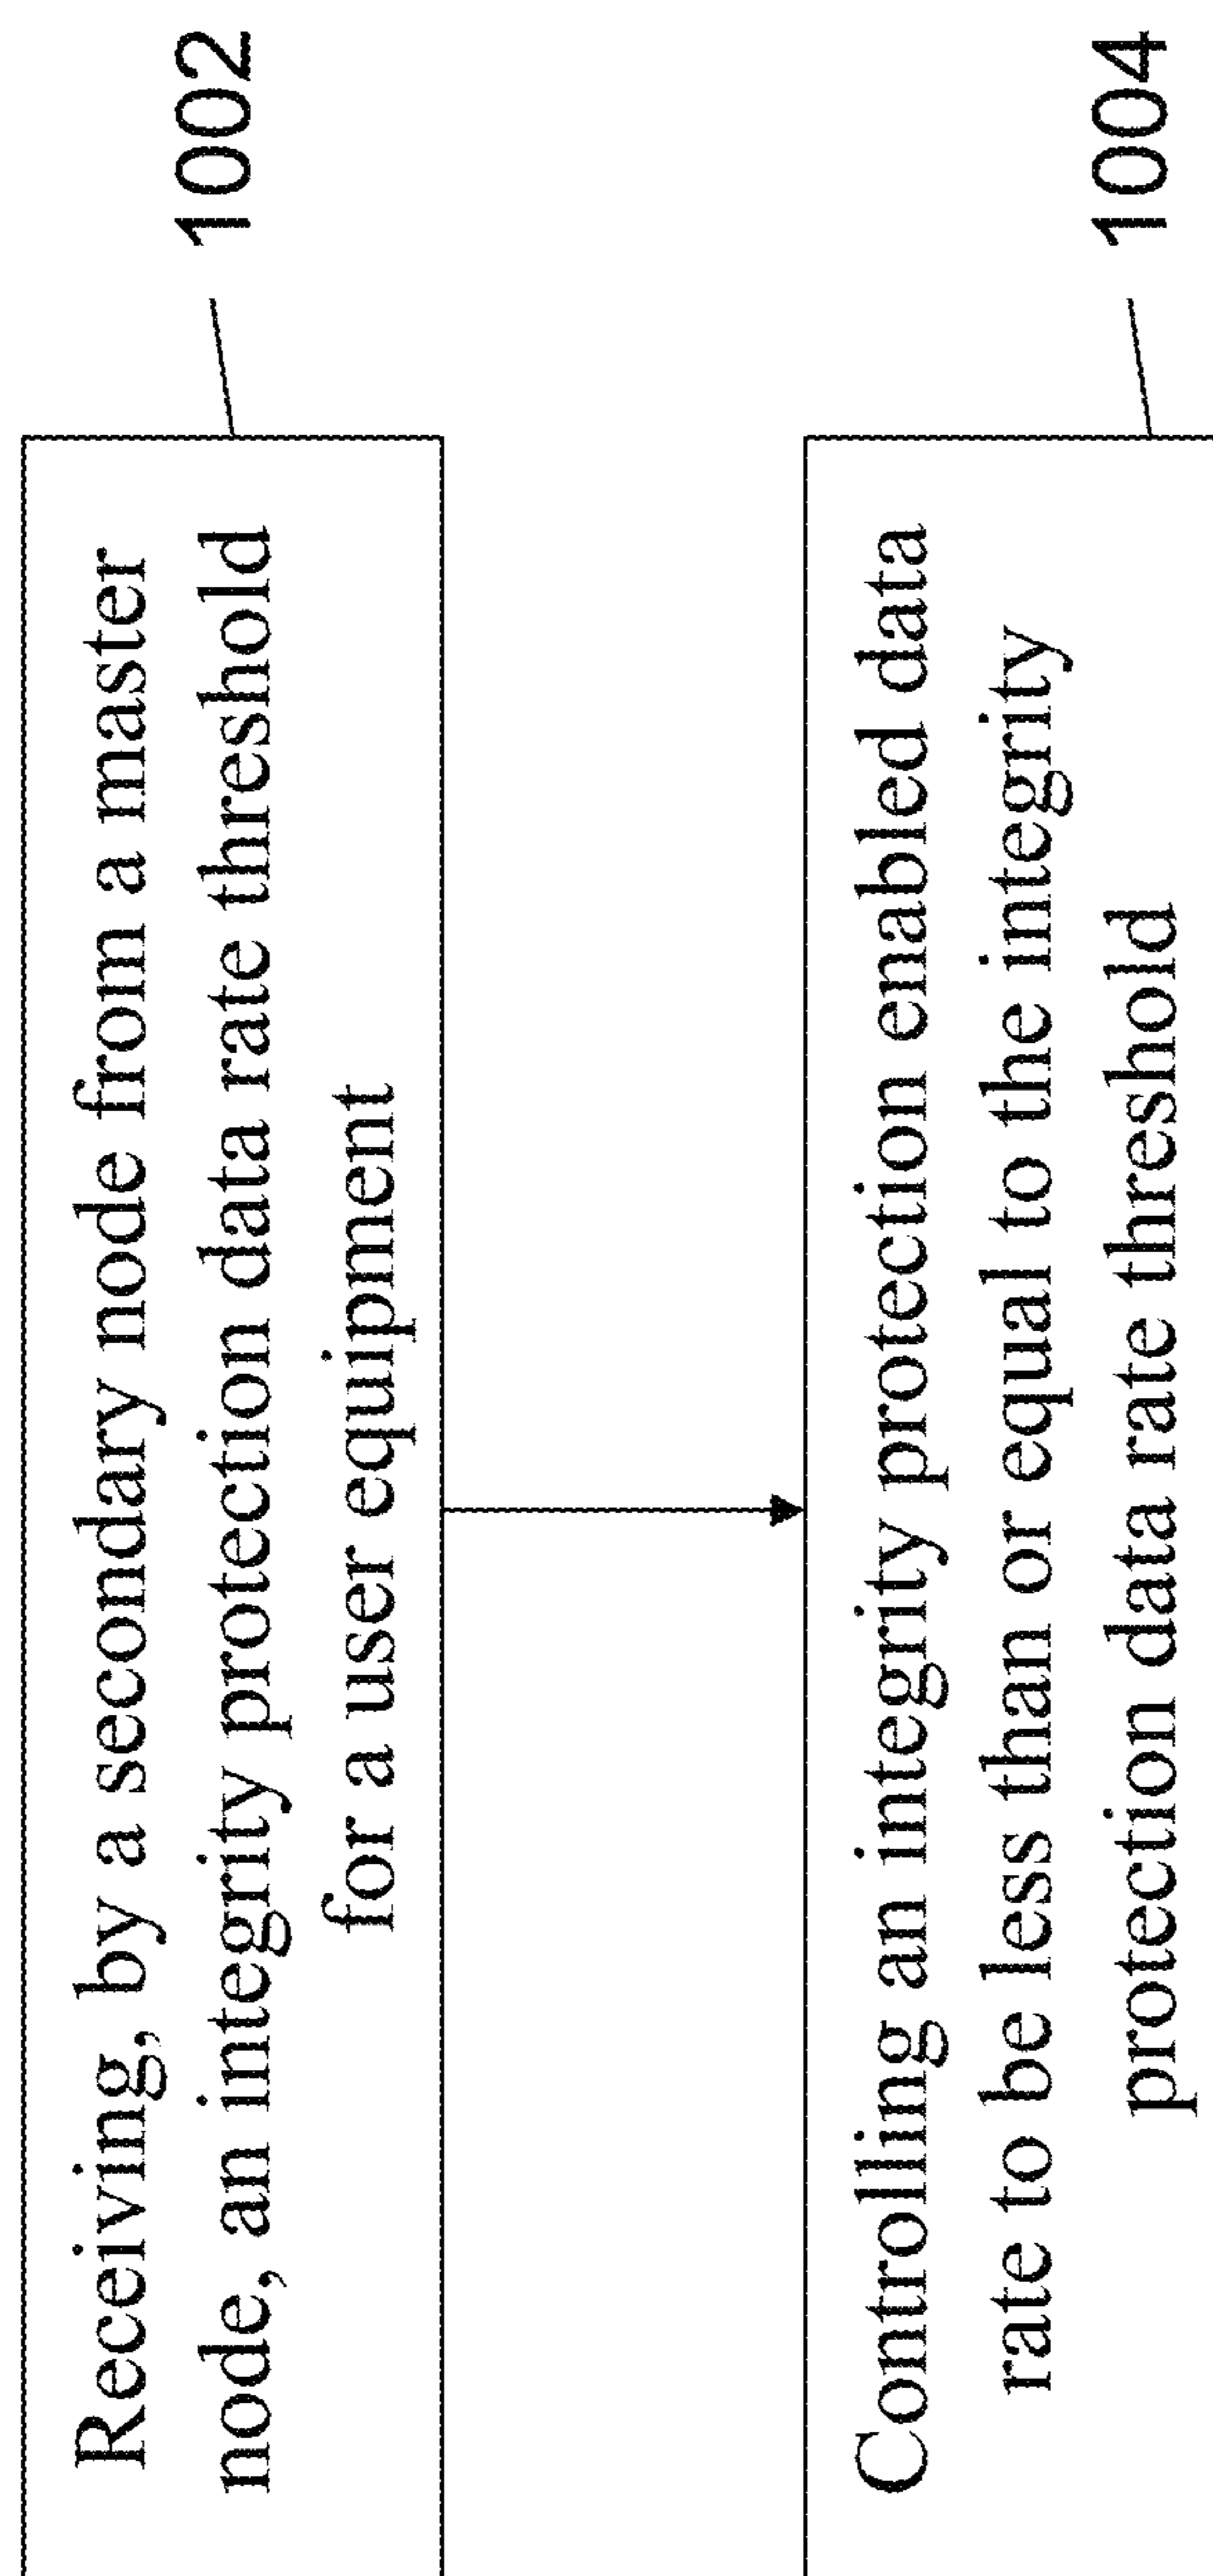 Receiving, by a secondary node from a master
node, an integrity protection data rate threshold
for a user equipment
1002
Controlling an integrity protection enabled data
rate to be less than or equal to the integrity
protection data rate threshold
1004